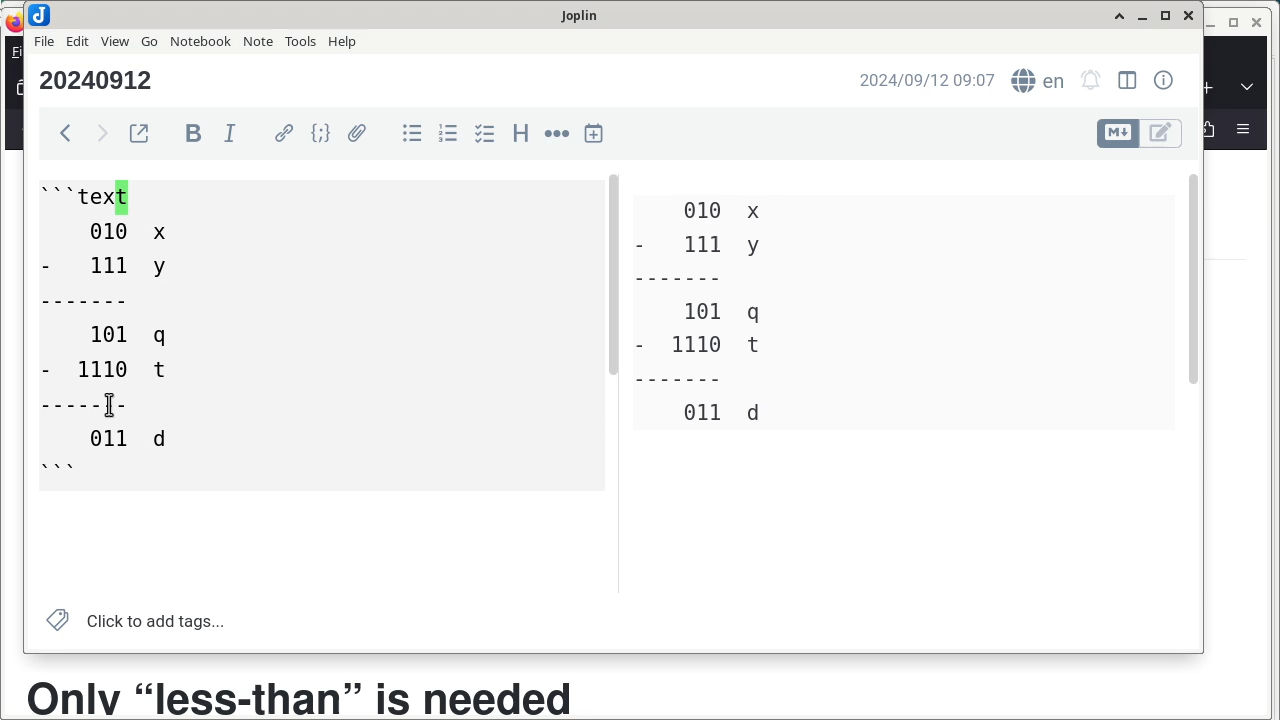 Joplin
File Edit View Go Notebook Note Tools Help
20240912
2024/09/12 09:07 en
```text
    010  x
-   111  y
-------
    101  q
-  1110  t
-------
    011  d
```
    010  x
-   111  y
-------
    101  q
-  1110  t
-------
    011  d
Click to add tags...
Only “less-than” is needed